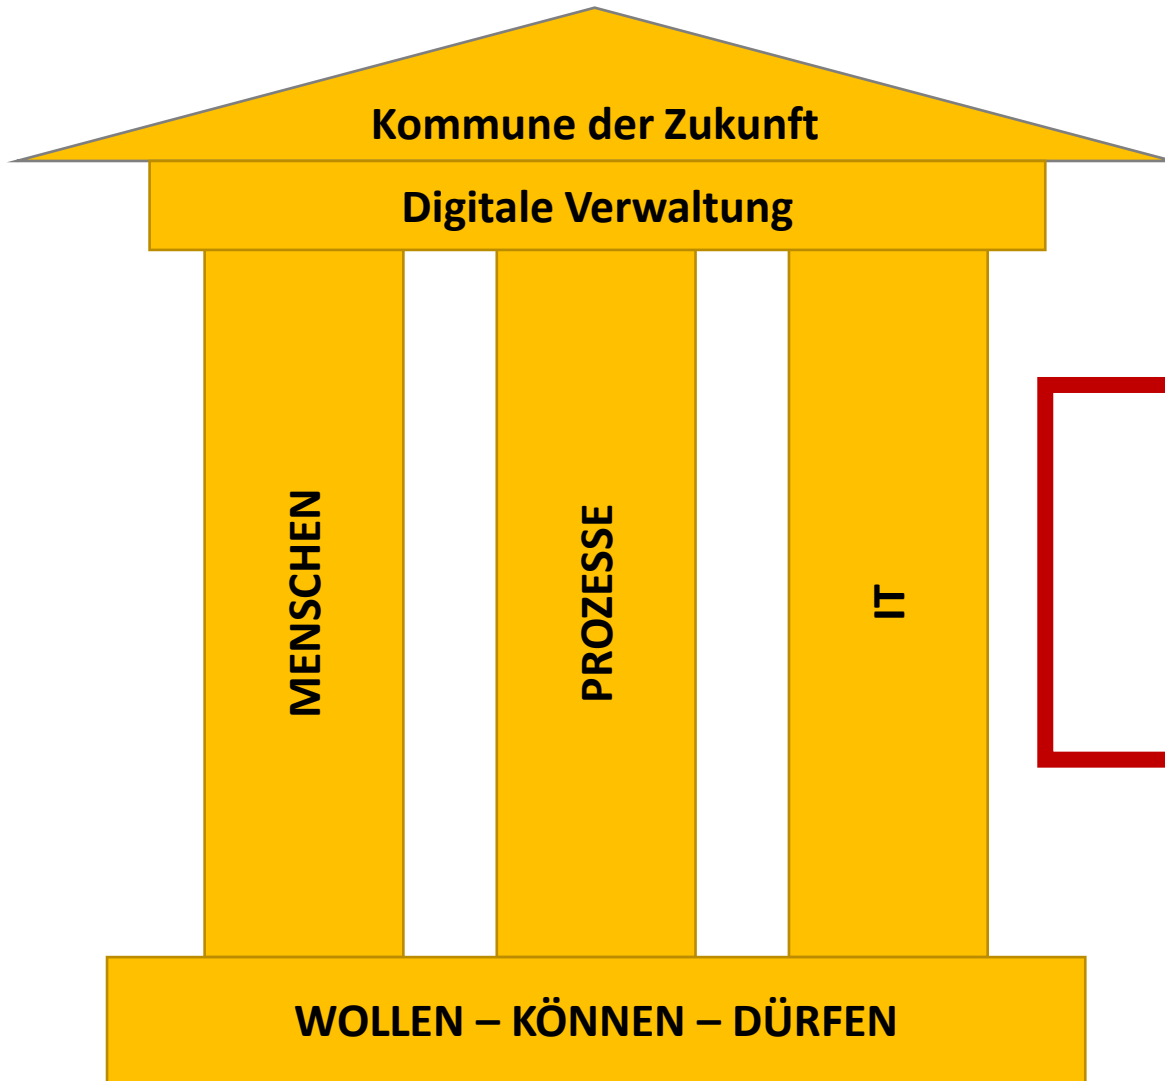 Kommune der Zukunft
Digitale Verwaltung
MENSCHEN
PROZESSE
IT
WOLLEN – KÖNNEN – DÜRFEN